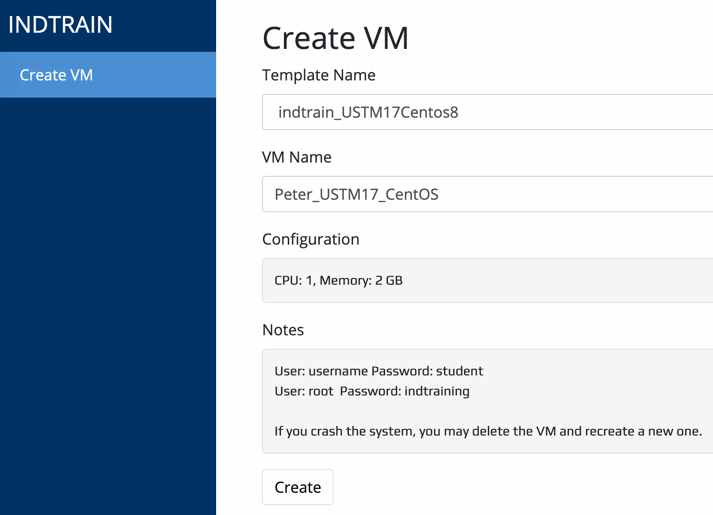 INDTRAIN
Create VM
Create VM
Template Name
indtrain_USTM17Centos8
VM Name
Peter_USTM17_CentOS
Configuration
CPU: 1, Memory: 2 GB
Notes
User: username Password: student
User: root  Password: indtraining
If you crash the system, you may delete the VM and recreate a new one.
Create